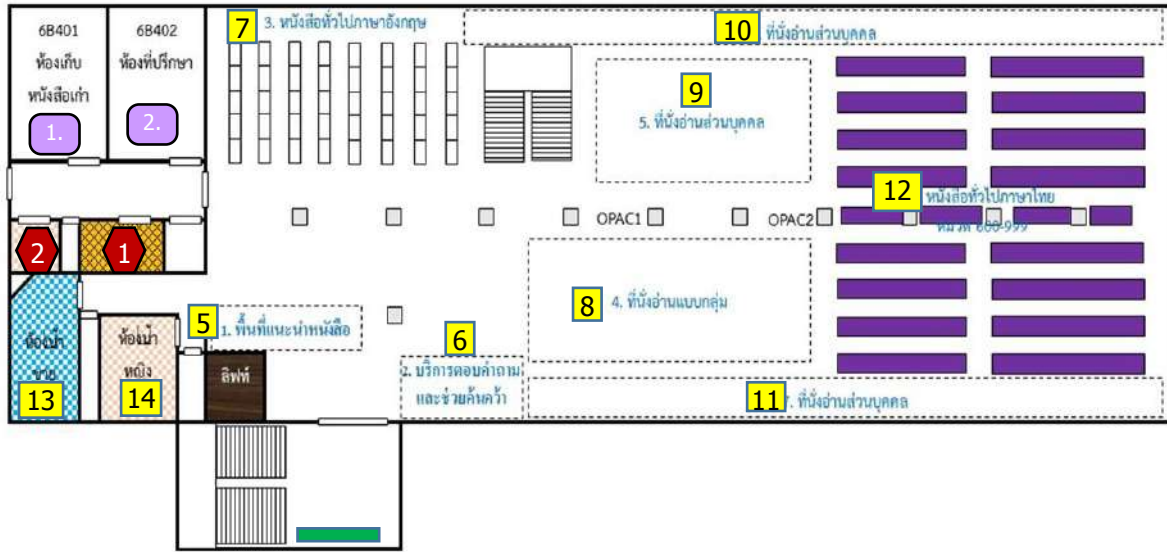 6B401
ห้องเก็บ
หนังสือเก่า
1.
6B402
ห้องที่ปรึกษา
2.
7
3. หนังสือทั่วไปภาษาอังกฤษ
10
ที่นั่งอ่านส่วนบุคคล
9
5. ที่นั่งอ่านส่วนบุคคล
12
หนังสือทั่วไปภาษาไทย
หมวด 600-999
OPAC1
OPAC2
2
1
5
1. พื้นที่แนะนำหนังสือ
8
4. ที่นั่งอ่านแบบกลุ่ม
6
2. บริการตอบคำถาม
และช่วยค้นคว้า
ห้องน้ำ
ชาย
13
ห้องน้ำ
หญิง
14
ลิฟท์
11
7. ที่นั่งอ่านส่วนบุคคล